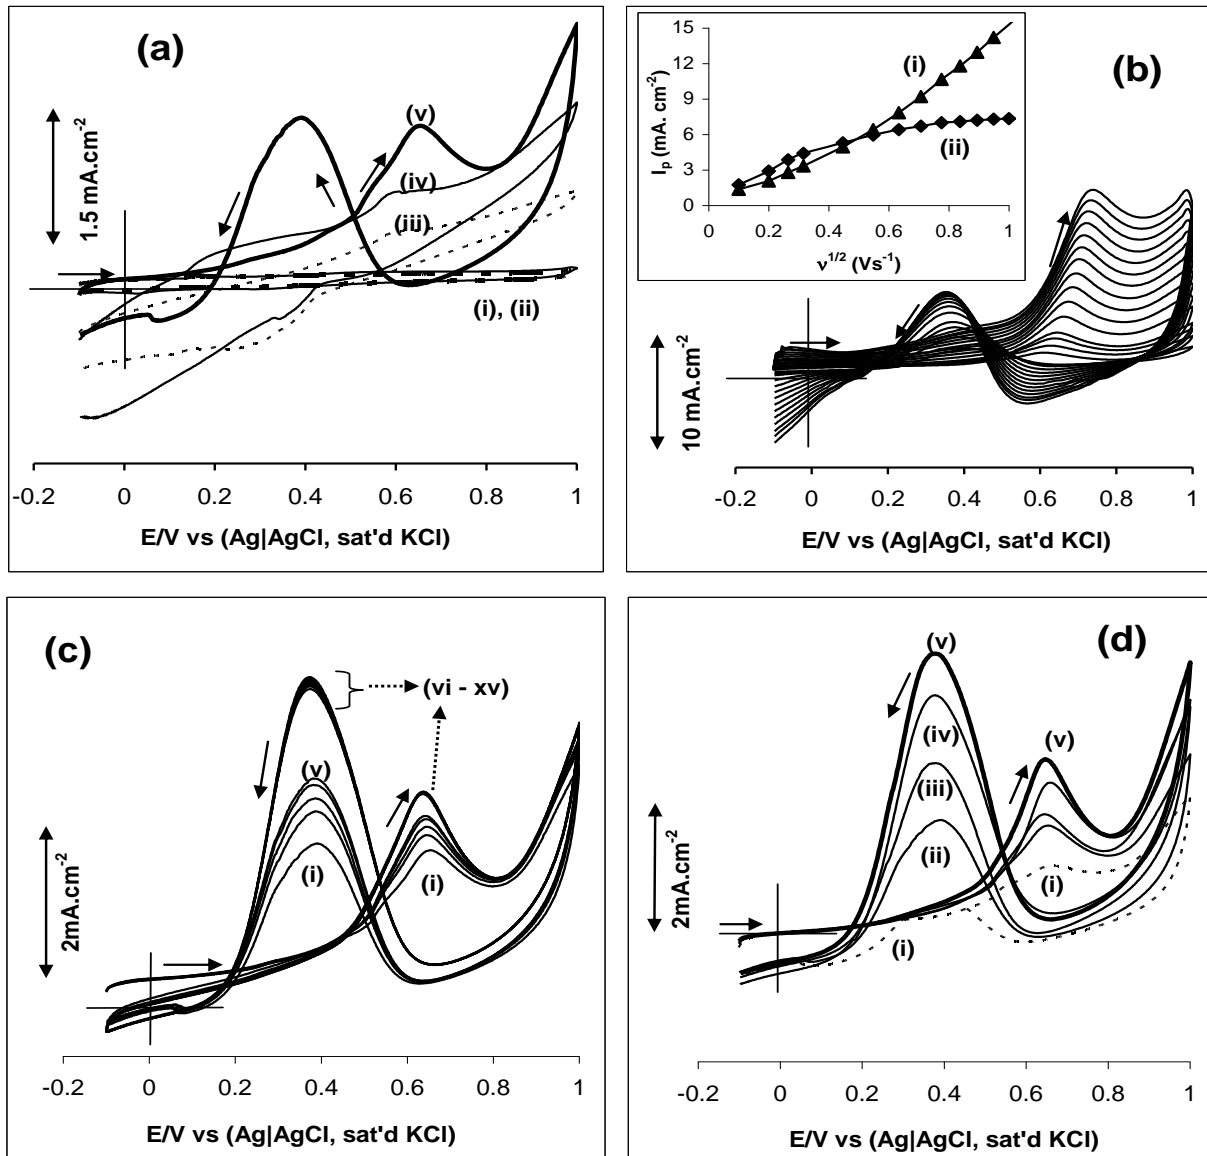 (a)
1.5 mA.cm-2
(v)
(iv)
(iii)
(i), (ii)
-0.2 0 0.2 0.4 0.6 0.8 1
E/V vs (Ag|AgCl, sat'd KCl)
(b)
15
12
9
6
3
0
Ip (mA. cm-2)
(i)
(ii)
0 0.2 0.4 0.6 0.8 1
ν1/2 (Vs-1)
10 mA.cm-2
-0.2 0 0.2 0.4 0.6 0.8 1
E/V vs (Ag|AgCl, sat'd KCl)
(c)
(vi - xv)
(v)
(i)
(i)
2mA.cm-2
-0.2 0 0.2 0.4 0.6 0.8 1
E/V vs (Ag|AgCl, sat'd KCl)
(d)
(v)
(iv)
(v)
(iii)
(ii)
(i)
(i)
2mA.cm-2
-0.2 0 0.2 0.4 0.6 0.8 1
E/V vs (Ag|AgCl, sat'd KCl)